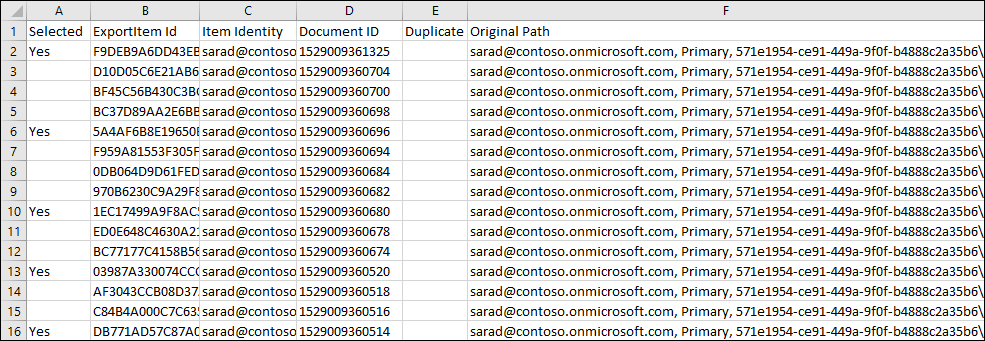 A B C D E F
1 Selected ExportItem Id Item Identity Document ID Duplicate Original Path
2 Yes F9DEB9A6DD43EE sarad@contoso 1529009361325 sarad@contoso.onmicrosoft.com, Primary, 571e1954-ce91-449a-9f0f-b4888c2a35b6\
3 D10D05C6E21AB6 sarad@contoso 1529009360704 sarad@contoso.onmicrosoft.com, Primary, 571e1954-ce91-449a-9f0f-b4888c2a35b6\
4 BF45C56B430C3B sarad@contoso 1529009360700 sarad@contoso.onmicrosoft.com, Primary, 571e1954-ce91-449a-9f0f-b4888c2a35b6\
5 BC37D89AA2E6BB sarad@contoso 1529009360698 sarad@contoso.onmicrosoft.com, Primary, 571e1954-ce91-449a-9f0f-b4888c2a35b6\
6 Yes 5A4AF6B8E19650 sarad@contoso 1529009360696 sarad@contoso.onmicrosoft.com, Primary, 571e1954-ce91-449a-9f0f-b4888c2a35b6\
7 F959A81553F305F sarad@contoso 1529009360694 sarad@contoso.onmicrosoft.com, Primary, 571e1954-ce91-449a-9f0f-b4888c2a35b6\
8 0DB064D9D61FED sarad@contoso 1529009360684 sarad@contoso.onmicrosoft.com, Primary, 571e1954-ce91-449a-9f0f-b4888c2a35b6\
9 970B6230C9A29F8 sarad@contoso 1529009360682 sarad@contoso.onmicrosoft.com, Primary, 571e1954-ce91-449a-9f0f-b4888c2a35b6\
10 Yes 1EC17499A9F8AC sarad@contoso 1529009360680 sarad@contoso.onmicrosoft.com, Primary, 571e1954-ce91-449a-9f0f-b4888c2a35b6\
11 ED0E648C4630A21 sarad@contoso 1529009360678 sarad@contoso.onmicrosoft.com, Primary, 571e1954-ce91-449a-9f0f-b4888c2a35b6\
12 BC77177C4158B56 sarad@contoso 1529009360674 sarad@contoso.onmicrosoft.com, Primary, 571e1954-ce91-449a-9f0f-b4888c2a35b6\
13 Yes 03987A330074CC sarad@contoso 1529009360520 sarad@contoso.onmicrosoft.com, Primary, 571e1954-ce91-449a-9f0f-b4888c2a35b6\
14 AF3043CCB08D37 sarad@contoso 1529009360518 sarad@contoso.onmicrosoft.com, Primary, 571e1954-ce91-449a-9f0f-b4888c2a35b6\
15 C84B4A000C7C635 sarad@contoso 1529009360516 sarad@contoso.onmicrosoft.com, Primary, 571e1954-ce91-449a-9f0f-b4888c2a35b6\
16 Yes DB771AD57C87A0 sarad@contoso 1529009360514 sarad@contoso.onmicrosoft.com, Primary, 571e1954-ce91-449a-9f0f-b4888c2a35b6\